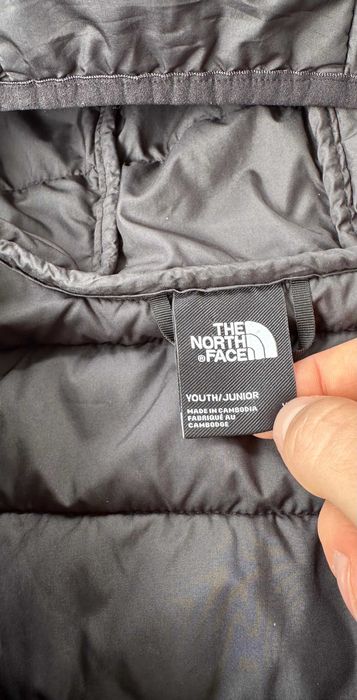 THE
NORTH
®FACE
YOUTH/JUNIOR
MADE IN CAMBODIA
FABRIQUÉ AU
CAMBODGE